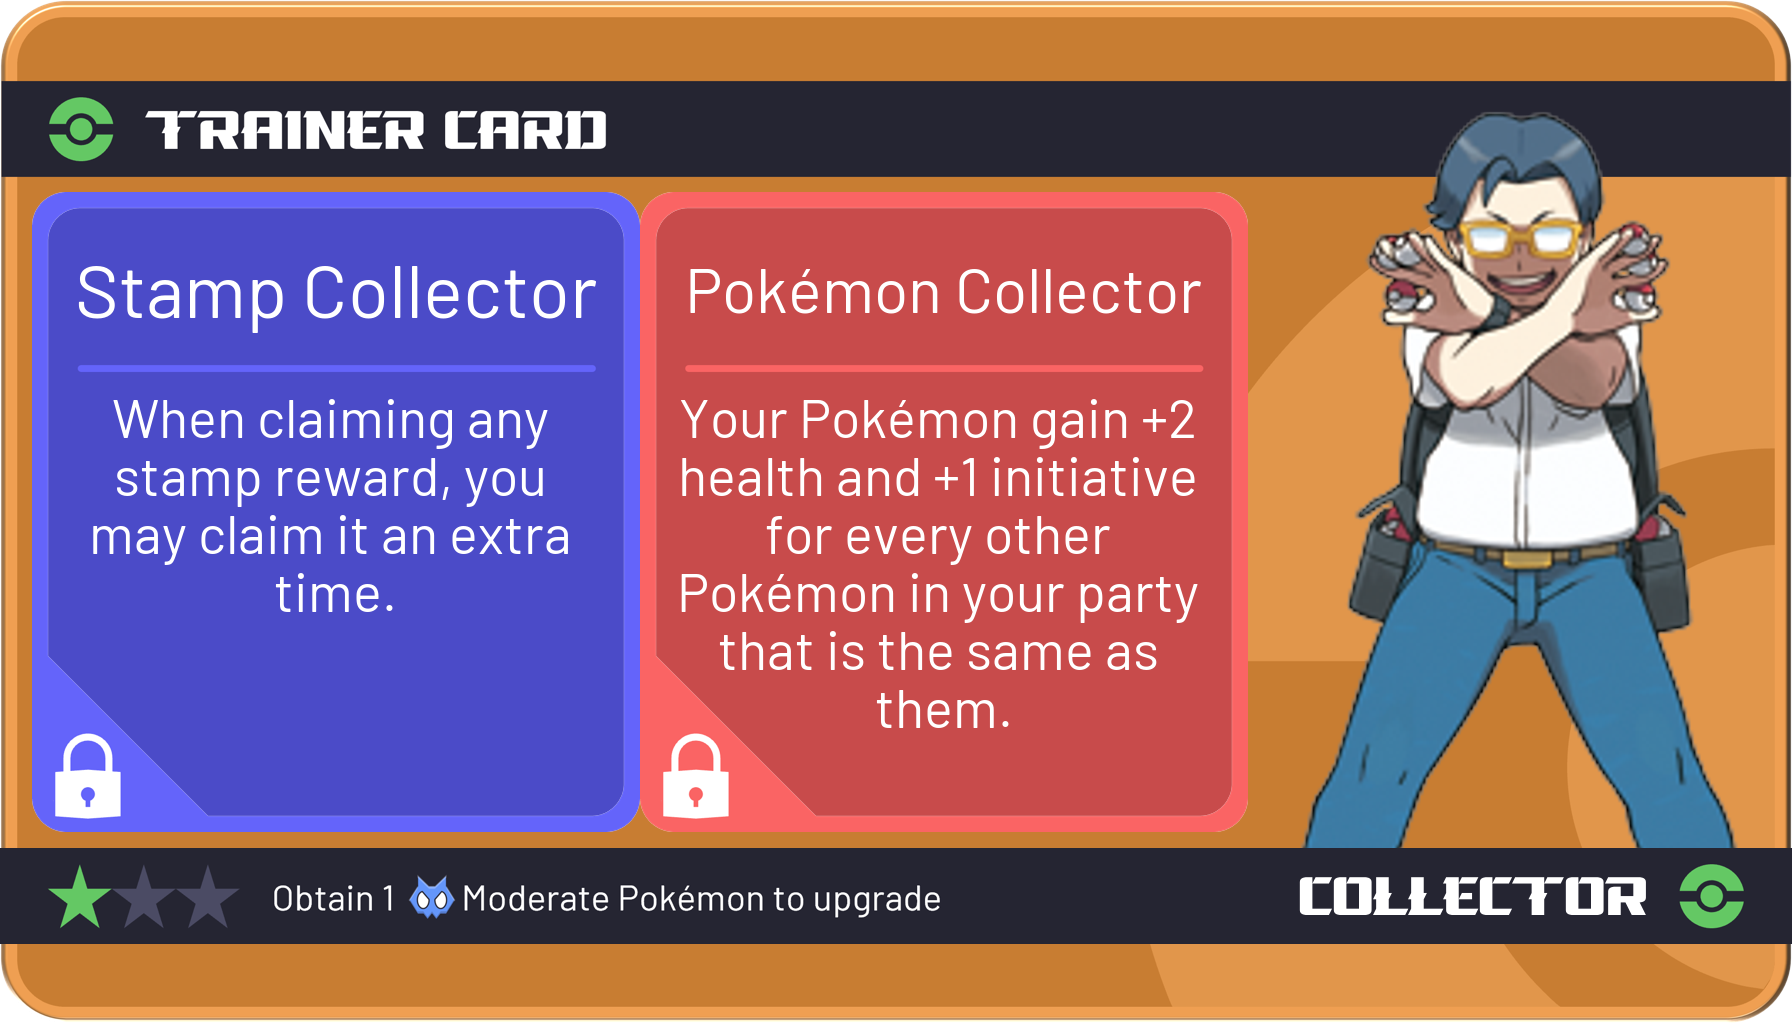 TRAINER CARD
Stamp Collector
When claiming any
stamp reward, you
may claim it an extra
time.
Pokémon Collector
Your Pokémon gain +2
health and +1 initiative
for every other
Pokémon in your party
that is the same as
them.
Obtain 1 Moderate Pokémon to upgrade
COLLECTOR